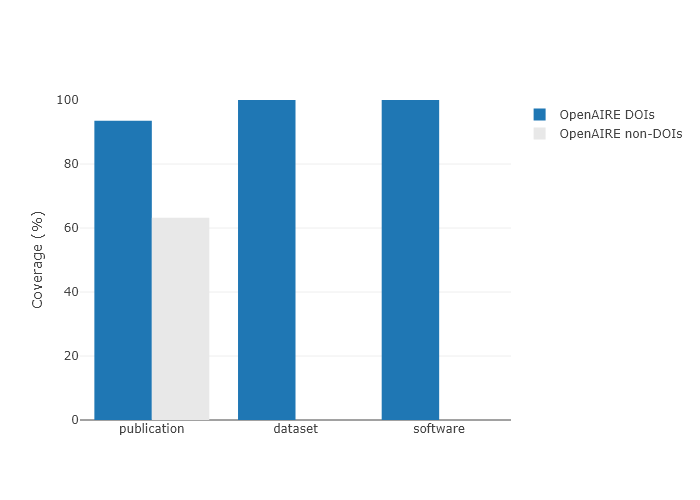 100
80
60
40
20
0
Coverage (%)
publication
dataset
software
OpenAIRE DOIs
OpenAIRE non-DOIs